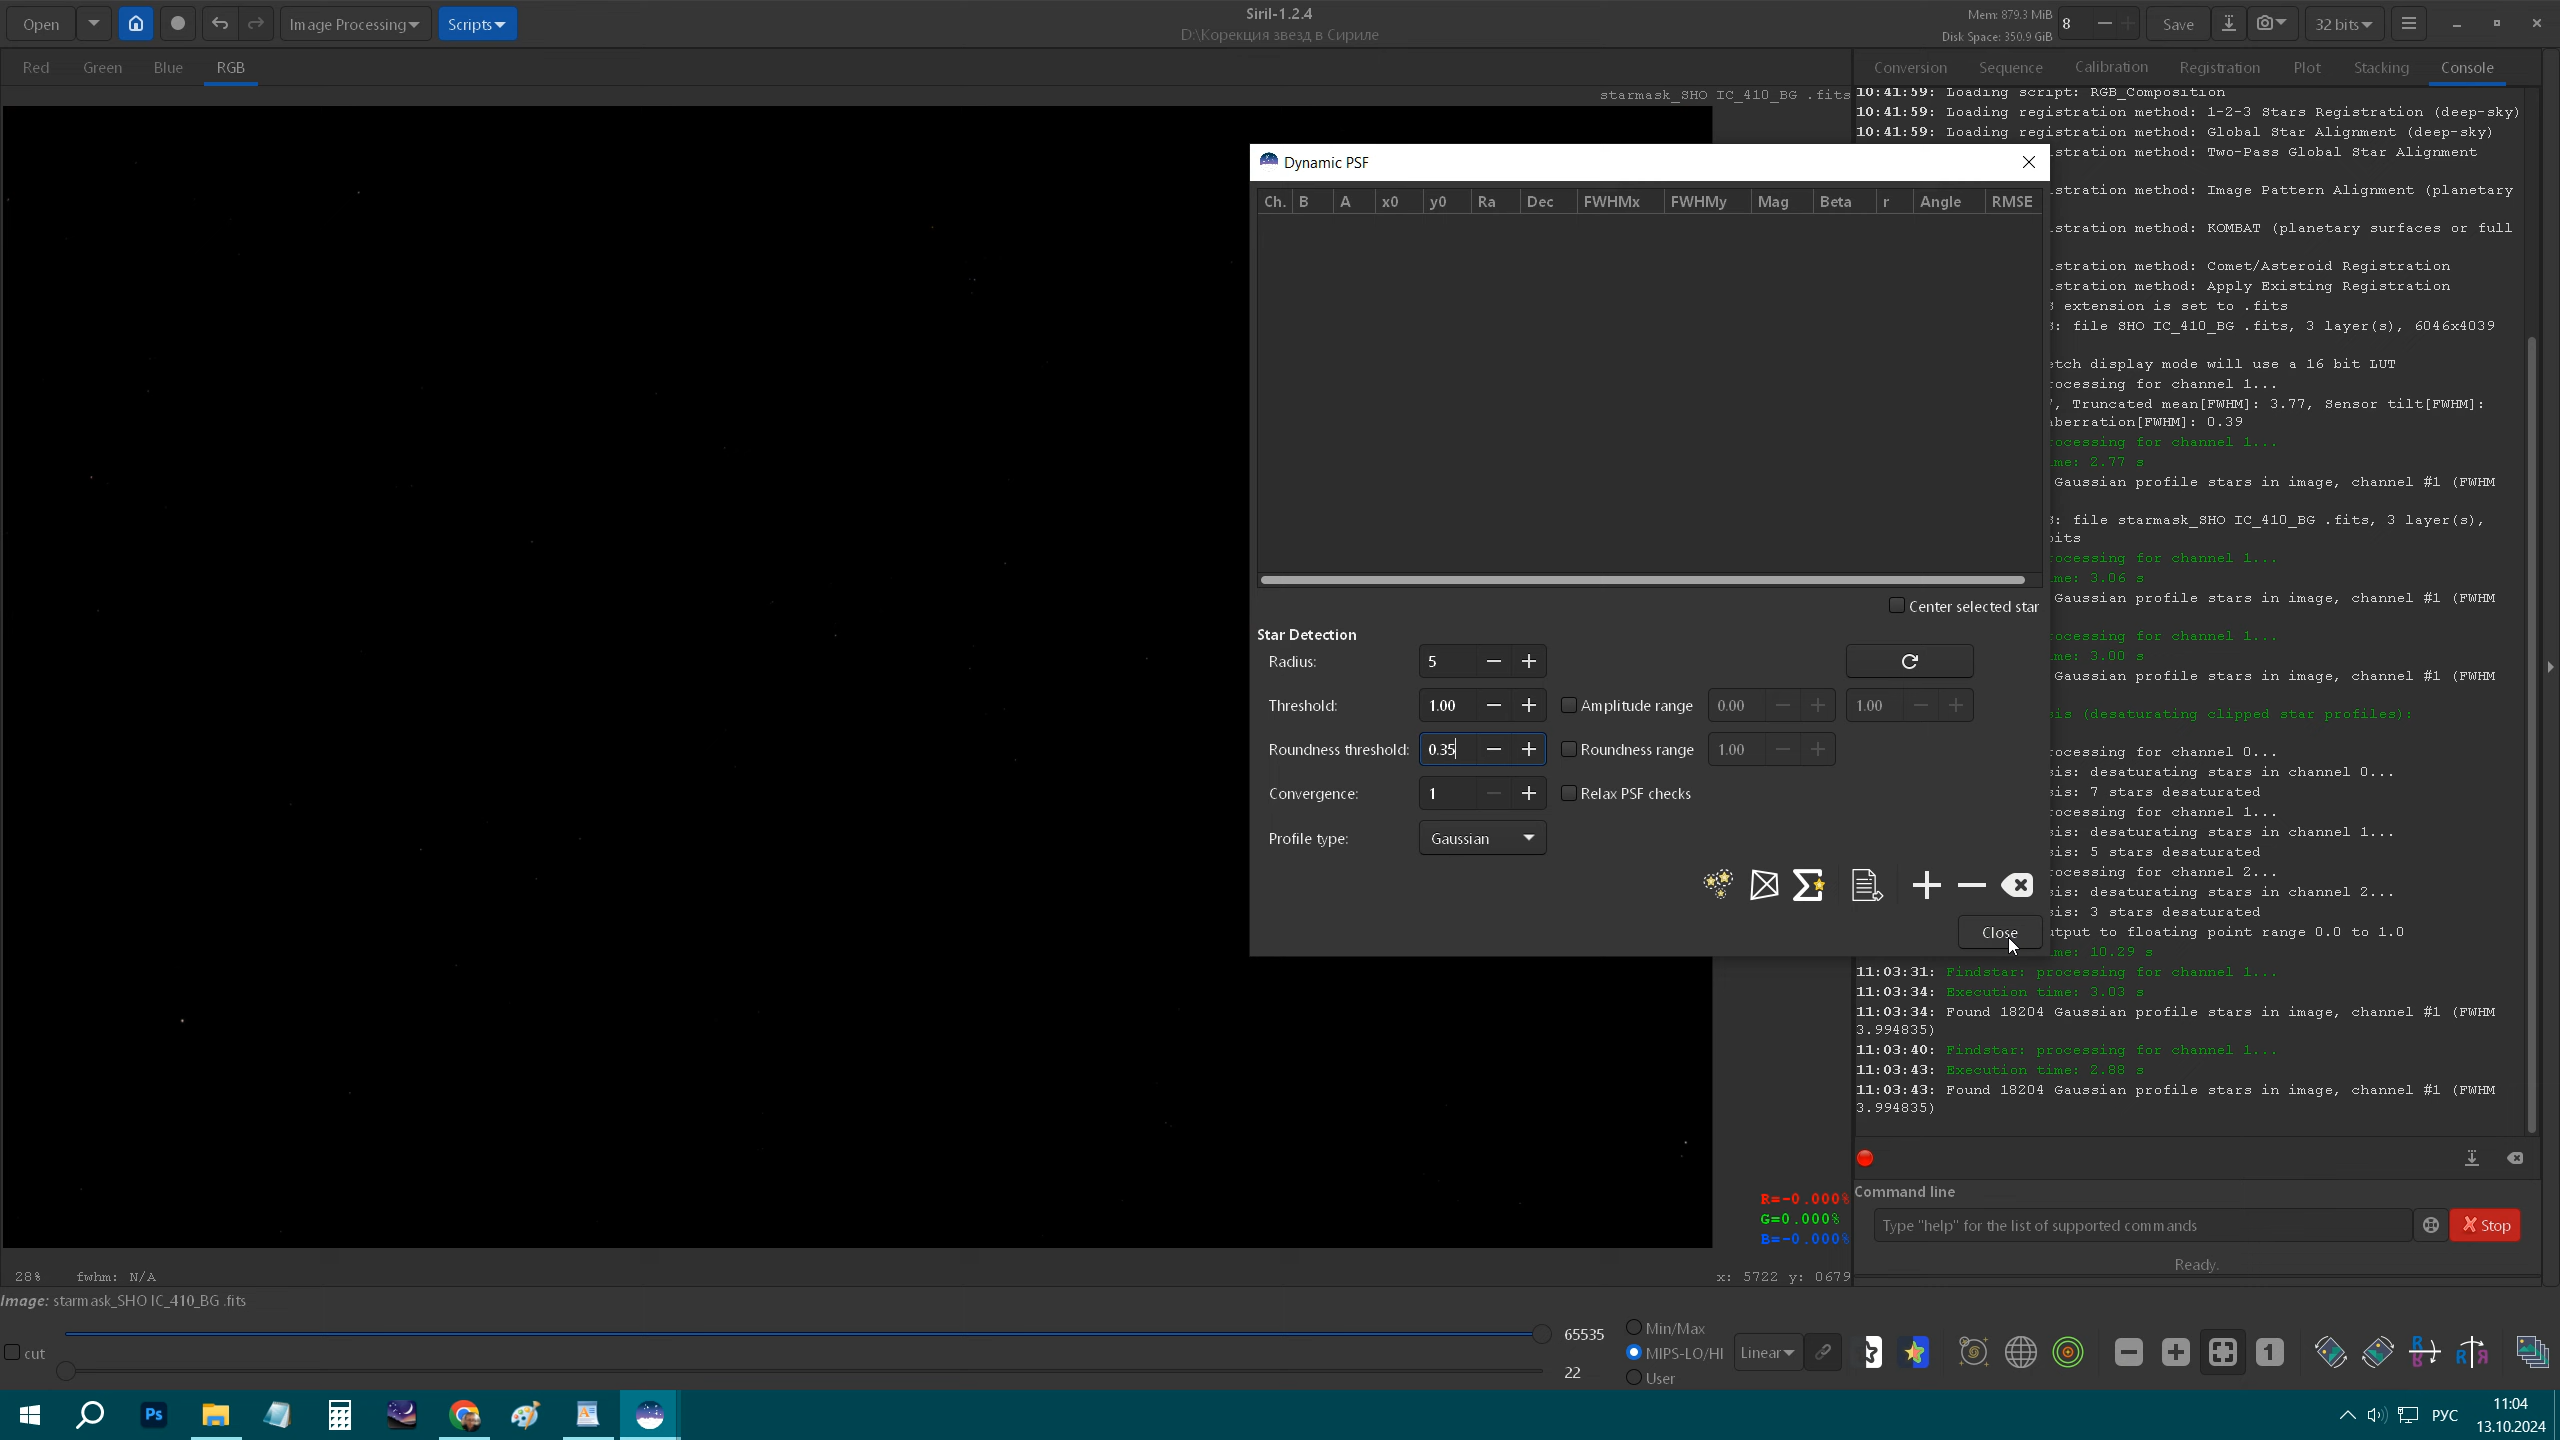 Siril-1.2.4
D:\Корекция звезд в Сириле
Open
Image Processing
Scripts
Mem: 879.3 MiB
Disk Space: 350.9 GiB
8
Save
32 bits
Red Green Blue RGB
Conversion Sequence Calibration Registration Plot Stacking Console
starmask_SHO IC_410_BG .fits
10:41:59: Loading script: RGB_Composition
10:41:59: Loading registration method: 1-2-3 Stars Registration (deep-sky)
10:41:59: Loading registration method: Global Star Alignment (deep-sky)
stration method: Two-Pass Global Star Alignment
stration method: Image Pattern Alignment (planetary
stration method: KOMBAT (planetary surfaces or full
stration method: Comet/Asteroid Registration
stration method: Apply Existing Registration
extension is set to .fits
: file SHO IC_410_BG .fits, 3 layer(s), 6046x4039
etch display mode will use a 16 bit LUT
ocessing for channel 1...
, Truncated mean[FWHM]: 3.77, Sensor tilt[FWHM]:
berration[FWHM]: 0.39
ocessing for channel 1...
me: 2.77 s
Gaussian profile stars in image, channel #1 (FWHM
: file starmask_SHO IC_410_BG .fits, 3 layer(s),
bits
ocessing for channel 1...
me: 3.06 s
Gaussian profile stars in image, channel #1 (FWHM
ocessing for channel 1...
me: 3.00 s
Gaussian profile stars in image, channel #1 (FWHM
sis (desaturating clipped star profiles):
ocessing for channel 0...
sis: desaturating stars in channel 0...
sis: 7 stars desaturated
ocessing for channel 1...
sis: desaturating stars in channel 1...
sis: 5 stars desaturated
ocessing for channel 2...
sis: desaturating stars in channel 2...
sis: 3 stars desaturated
utput to floating point range 0.0 to 1.0
me: 10.29 s
11:03:31: Findstar: processing for channel 1...
11:03:34: Execution time: 3.03 s
11:03:34: Found 18204 Gaussian profile stars in image, channel #1 (FWHM
3.994835)
11:03:40: Findstar: processing for channel 1...
11:03:43: Execution time: 2.88 s
11:03:43: Found 18204 Gaussian profile stars in image, channel #1 (FWHM
3.994835)
Dynamic PSF
Ch. B A x0 y0 Ra Dec FWHMx FWHMy Mag Beta r Angle RMSE
Center selected star
Star Detection
Radius: 5
Threshold: 1.00 Amplitude range 0.00 1.00
Roundness threshold: 0.35 Roundness range 1.00
Convergence: 1 Relax PSF checks
Profile type: Gaussian
Close
R=-0.000%
G=0.000%
B=-0.000%
Command line
Type "help" for the list of supported commands
Stop
Ready.
28% fwhm: N/A
x: 5722 y: 0679
Image: starmask_SHO IC_410_BG .fits
cut
65535
22
Min/Max
MIPS-LO/HI
User
Linear
1
Ps
РУС
11:04
13.10.2024